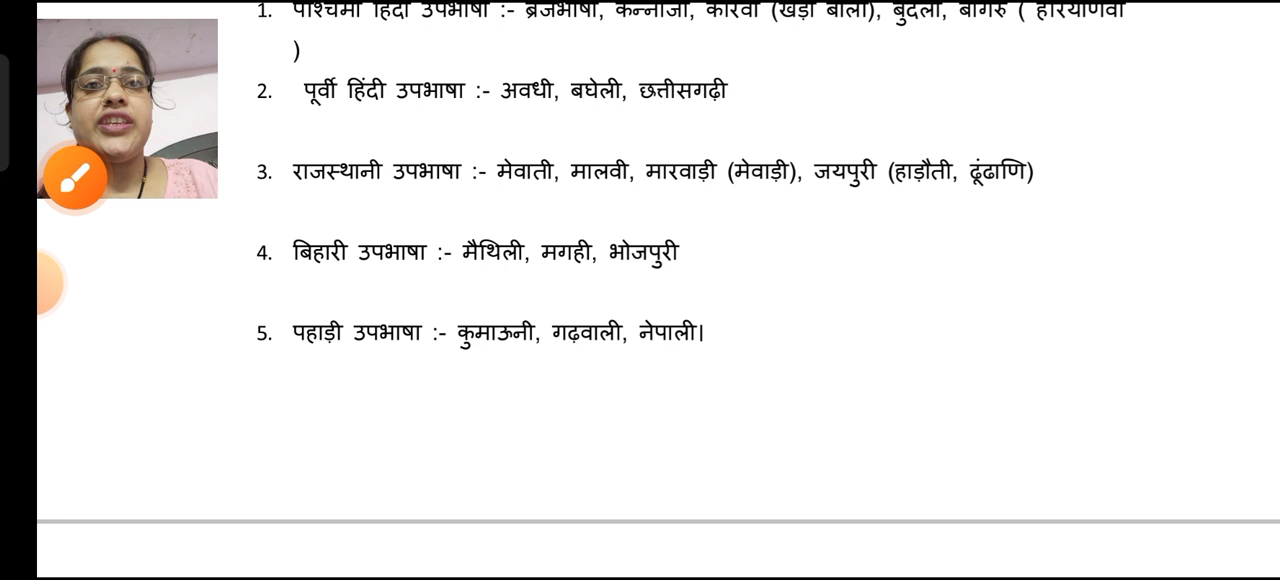 1. पश्चिमी हिंदी उपभाषा :- ब्रजभाषा, कन्नौजी, कौरवी (खड़ी बोली), बुंदेली, बांगरू ( हरियाणवी
)
2. पूर्वी हिंदी उपभाषा :- अवधी, बघेली, छत्तीसगढ़ी
3. राजस्थानी उपभाषा :- मेवाती, मालवी, मारवाड़ी (मेवाड़ी), जयपुरी (हाड़ौती, ढूंढाणि)
4. बिहारी उपभाषा :- मैथिली, मगही, भोजपुरी
5. पहाड़ी उपभाषा :- कुमाऊनी, गढ़वाली, नेपाली।